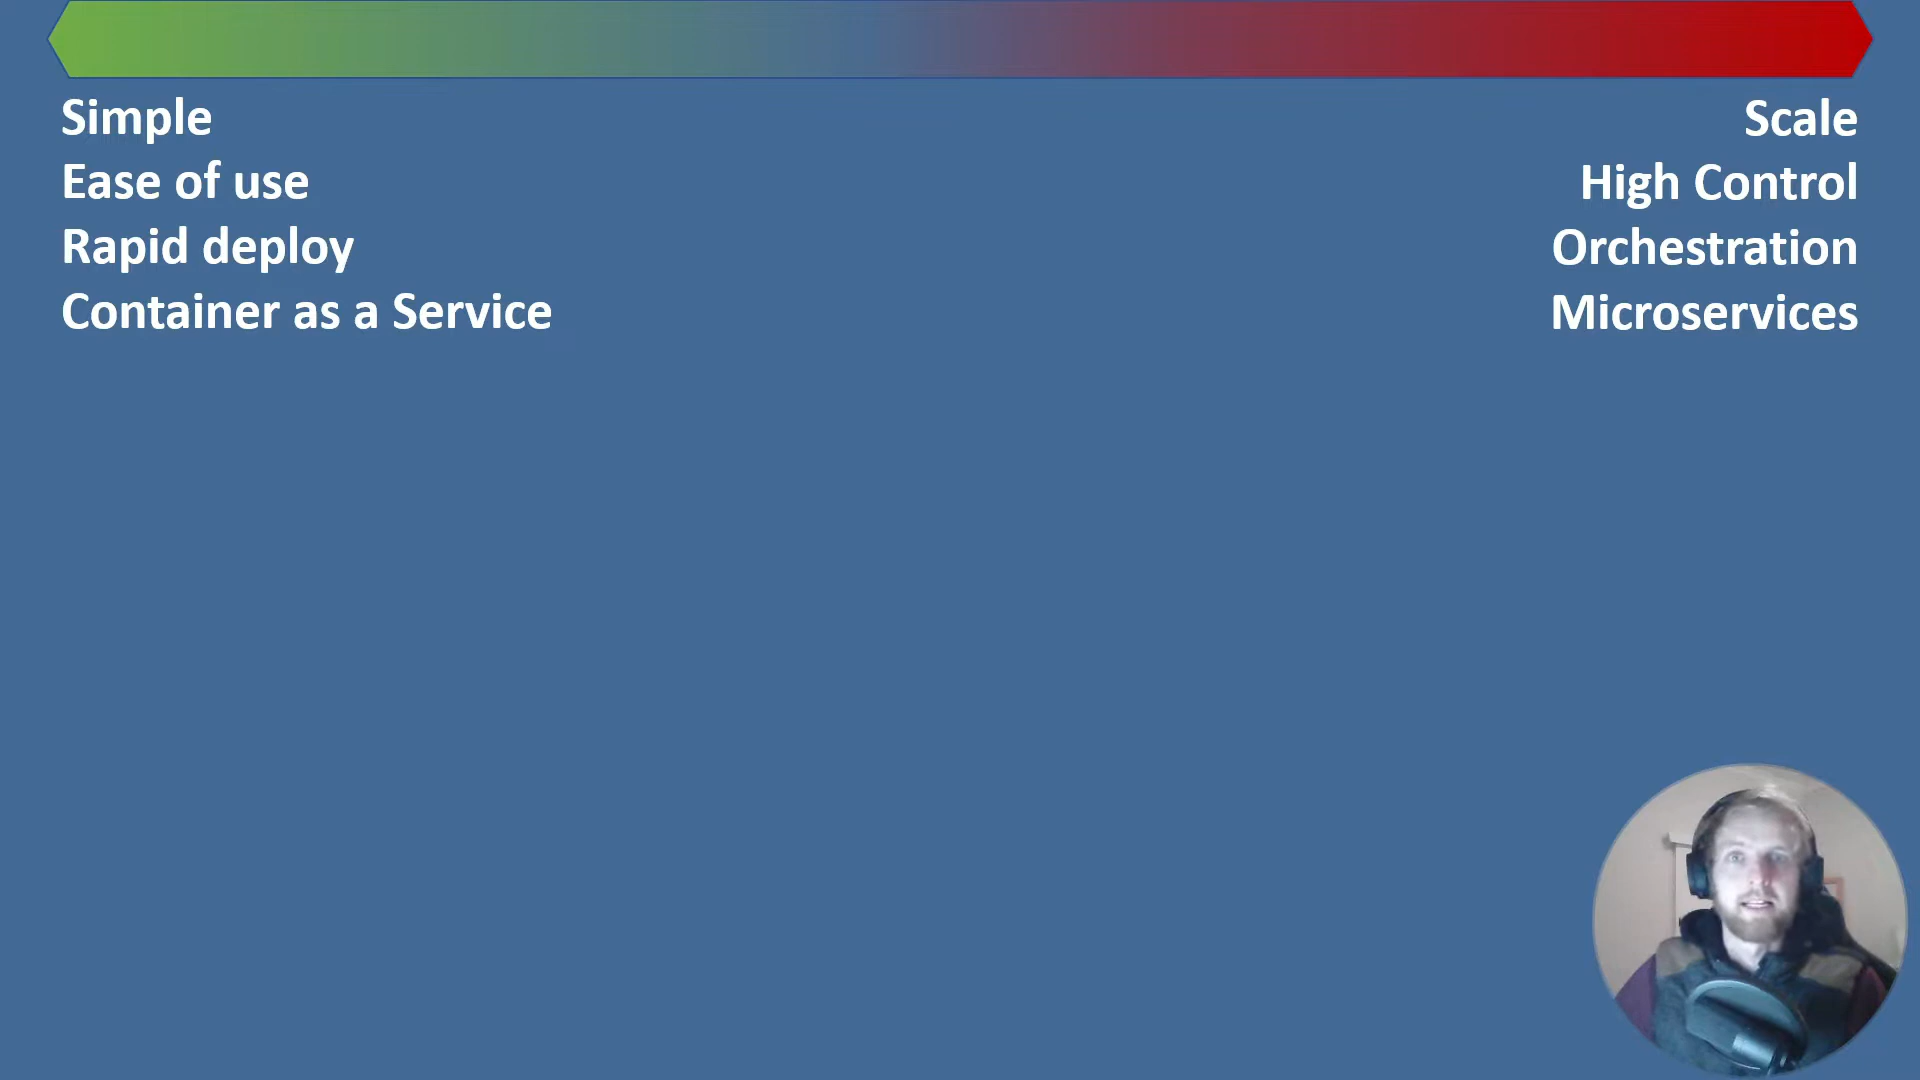 Simple
Ease of use
Rapid deploy
Container as a Service
Scale
High Control
Orchestration
Microservices